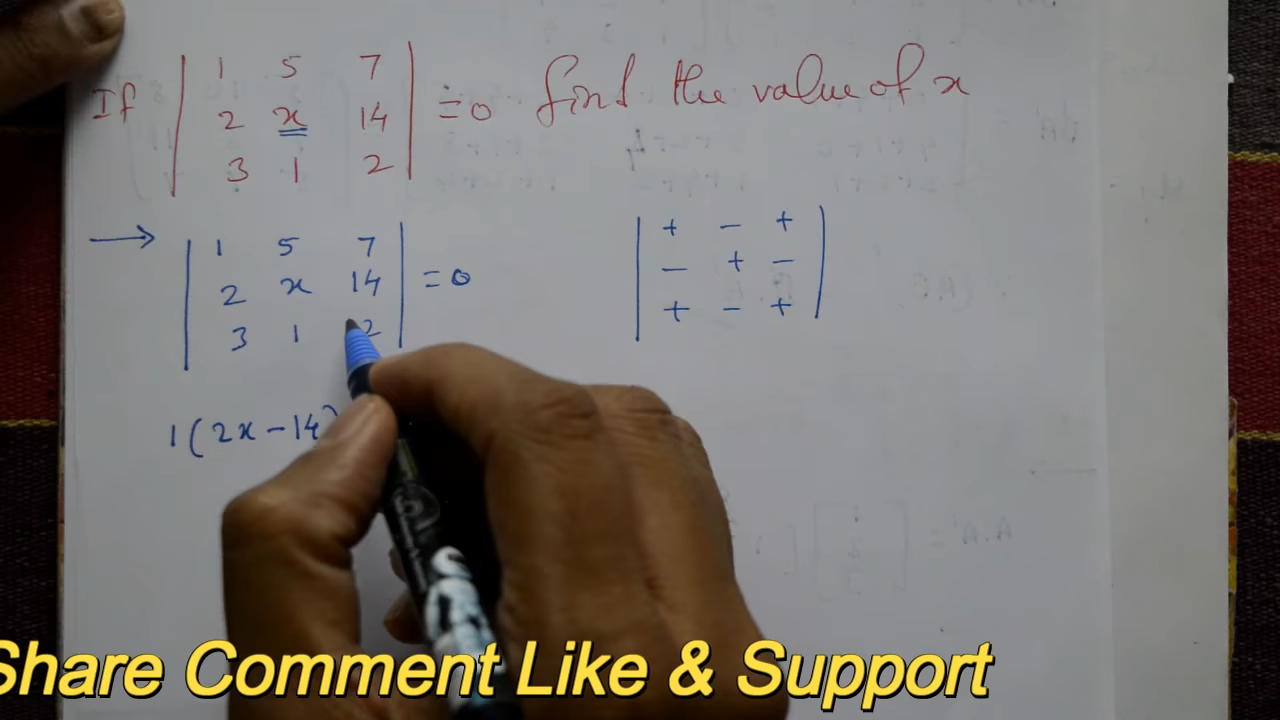 If | 1 5 7 | = 0 find the value of x
| 2 x 14 |
| 3 1 2 |
→ | 1 5 7 | = 0
| 2 x 14 |
| 3 1 2 |
| + - + |
| - + - |
| + - + |
1 ( 2x - 14 )
Share Comment Like & Support